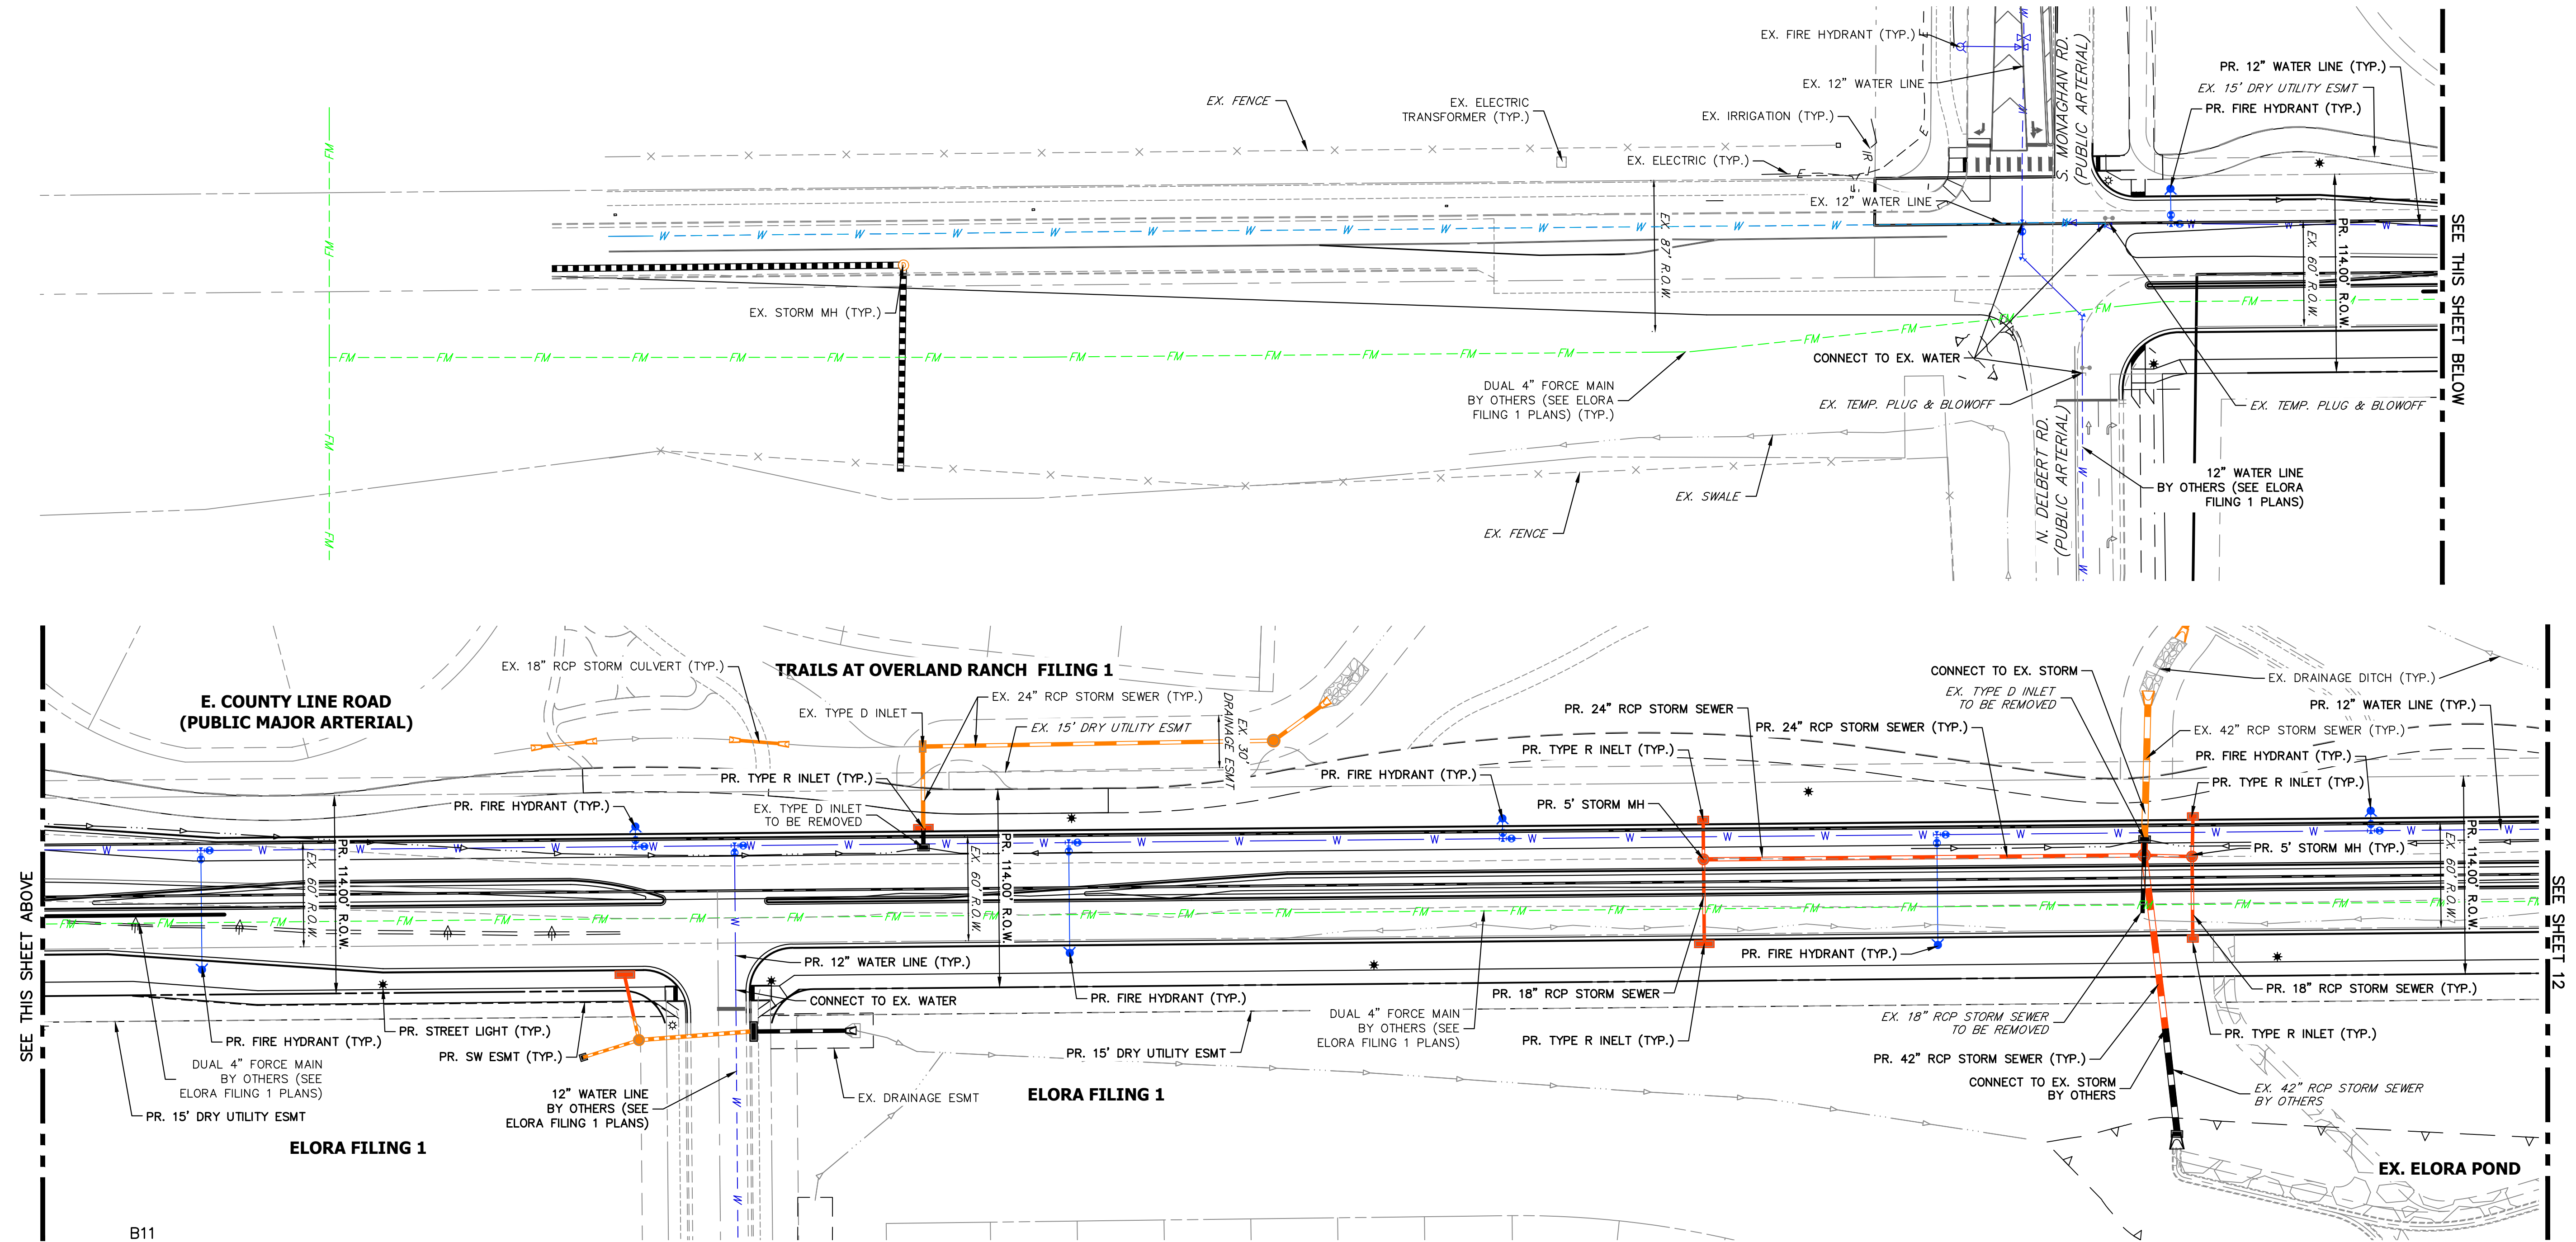 EX. FIRE HYDRANT (TYP.)
EX. 12" WATER LINE
S. MONAGHAN RD.
(PUBLIC ARTERIAL)
PR. 12" WATER LINE (TYP.)
EX. 15' DRY UTILITY ESMT
PR. FIRE HYDRANT (TYP.)
EX. FENCE
EX. ELECTRIC
TRANSFORMER (TYP.)
EX. IRRIGATION (TYP.)
EX. ELECTRIC (TYP.)
EX. 12" WATER LINE
EX. 87' R.O.W.
EX. 60' R.O.W.
PR. 114.00' R.O.W.
SEE THIS SHEET BELOW
EX. STORM MH (TYP.)
CONNECT TO EX. WATER
DUAL 4" FORCE MAIN
BY OTHERS (SEE ELORA
FILING 1 PLANS) (TYP.)
EX. TEMP. PLUG & BLOWOFF
EX. TEMP. PLUG & BLOWOFF
N. DELBERT RD.
(PUBLIC ARTERIAL)
12" WATER LINE
BY OTHERS (SEE ELORA
FILING 1 PLANS)
EX. SWALE
EX. FENCE
E. COUNTY LINE ROAD
(PUBLIC MAJOR ARTERIAL)
EX. 18" RCP STORM CULVERT (TYP.)
TRAILS AT OVERLAND RANCH FILING 1
EX. 24" RCP STORM SEWER (TYP.)
EX. TYPE D INLET
EX. 15' DRY UTILITY ESMT
EX. 30'
DRAINAGE ESMT
CONNECT TO EX. STORM
EX. TYPE D INLET
TO BE REMOVED
EX. DRAINAGE DITCH (TYP.)
PR. 12" WATER LINE (TYP.)
PR. 24" RCP STORM SEWER
PR. 24" RCP STORM SEWER (TYP.)
EX. 42" RCP STORM SEWER (TYP.)
PR. TYPE R INELT (TYP.)
PR. FIRE HYDRANT (TYP.)
PR. TYPE R INLET (TYP.)
PR. FIRE HYDRANT (TYP.)
PR. TYPE R INLET (TYP.)
PR. FIRE HYDRANT (TYP.)
EX. TYPE D INLET
TO BE REMOVED
PR. 5' STORM MH
PR. 5' STORM MH (TYP.)
EX. 60' R.O.W.
PR. 114.00' R.O.W.
EX. 60' R.O.W.
PR. 114.00' R.O.W.
EX. 60' R.O.W.
PR. 114.00' R.O.W.
SEE THIS SHEET ABOVE
SEE SHEET 12
PR. 12" WATER LINE (TYP.)
PR. FIRE HYDRANT (TYP.)
CONNECT TO EX. WATER
PR. FIRE HYDRANT (TYP.)
PR. 18" RCP STORM SEWER
PR. 18" RCP STORM SEWER (TYP.)
DUAL 4" FORCE MAIN
BY OTHERS (SEE
ELORA FILING 1 PLANS)
EX. 18" RCP STORM SEWER
TO BE REMOVED
PR. STREET LIGHT (TYP.)
PR. FIRE HYDRANT (TYP.)
PR. TYPE R INELT (TYP.)
PR. TYPE R INLET (TYP.)
PR. SW ESMT (TYP.)
PR. 15' DRY UTILITY ESMT
PR. 42" RCP STORM SEWER (TYP.)
DUAL 4" FORCE MAIN
BY OTHERS (SEE
ELORA FILING 1 PLANS)
CONNECT TO EX. STORM
BY OTHERS
EX. 42" RCP STORM SEWER
BY OTHERS
12" WATER LINE
BY OTHERS (SEE
ELORA FILING 1 PLANS)
EX. DRAINAGE ESMT
ELORA FILING 1
PR. 15' DRY UTILITY ESMT
ELORA FILING 1
EX. ELORA POND
B11